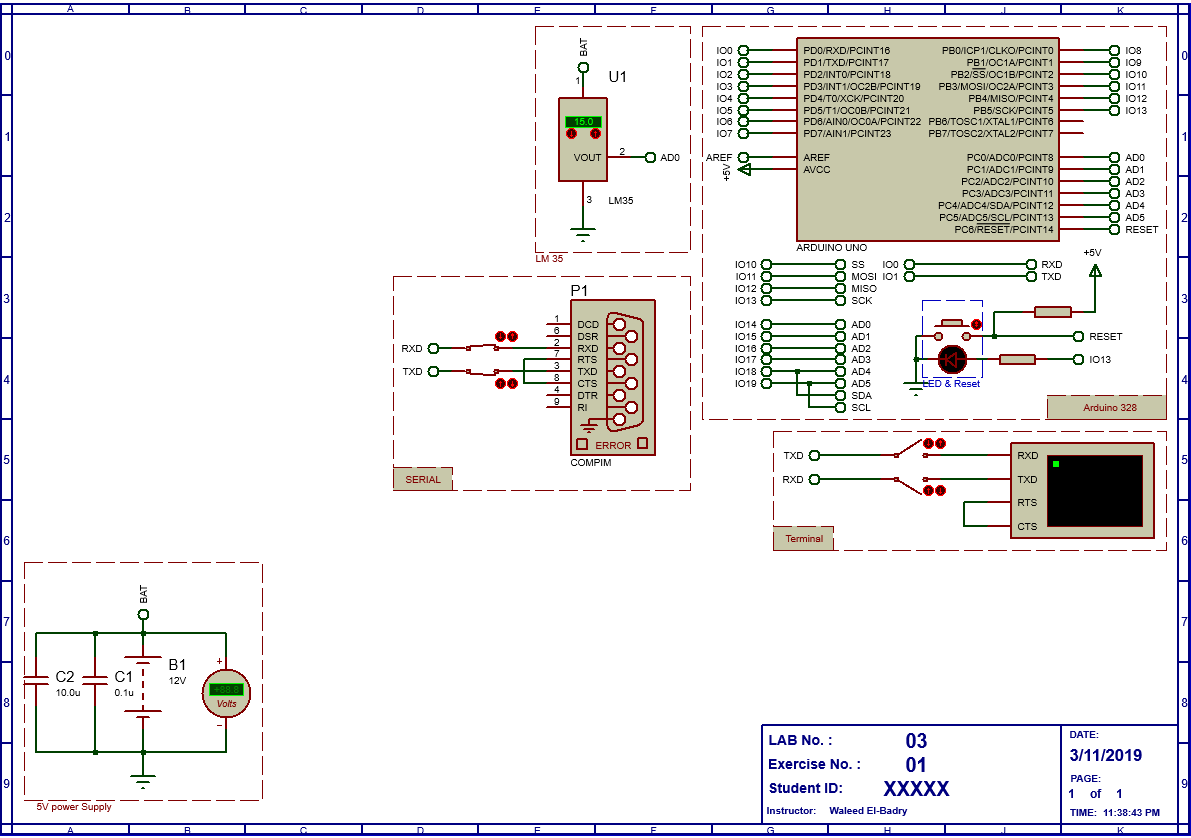 A B C D E F G H J K
0
1
2
3
4
5
6
7
8
9
BAT
1
U1
15.0
VOUT
2
AD0
3
LM35
LM 35
IO0 PD0/RXD/PCINT16 PB0/ICP1/CLKO/PCINT0 IO8
IO1 PD1/TXD/PCINT17 PB1/OC1A/PCINT1 IO9
IO2 PD2/INT0/PCINT18 PB2/SS/OC1B/PCINT2 IO10
IO3 PD3/INT1/OC2B/PCINT19 PB3/MOSI/OC2A/PCINT3 IO11
IO4 PD4/T0/XCK/PCINT20 PB4/MISO/PCINT4 IO12
IO5 PD5/T1/OC0B/PCINT21 PB5/SCK/PCINT5 IO13
IO6 PD6/AIN0/OC0A/PCINT22 PB6/TOSC1/XTAL1/PCINT6
IO7 PD7/AIN1/PCINT23 PB7/TOSC2/XTAL2/PCINT7
AREF AREF PC0/ADC0/PCINT8 AD0
+5V AVCC PC1/ADC1/PCINT9 AD1
PC2/ADC2/PCINT10 AD2
PC3/ADC3/PCINT11 AD3
PC4/ADC4/SDA/PCINT12 AD4
PC5/ADC5/SCL/PCINT13 AD5
PC6/RESET/PCINT14 RESET
ARDUINO UNO
IO10 SS IO0 RXD
IO11 MOSI IO1 TXD
IO12 MISO
IO13 SCK
+5V
IO14 AD0
IO15 AD1
IO16 AD2
IO17 AD3
IO18 AD4
IO19 AD5
SDA
SCL
RESET
IO13
LED & Reset
Arduino 328
P1
1 DCD
6 DSR
RXD 2 RXD
7 RTS
TXD 3 TXD
8 CTS
4 DTR
9 RI
ERROR
COMPIM
SERIAL
TXD RXD
RXD TXD
RTS
CTS
Terminal
BAT
C2
10.0u
C1
0.1u
B1
12V
+
+88.8
Volts
5V power Supply
LAB No. : 03
Exercise No. : 01
Student ID: XXXXX
Instructor: Waleed El-Badry
DATE:
3/11/2019
PAGE:
1 of 1
TIME: 11:38:43 PM
A B C D E F G H J K